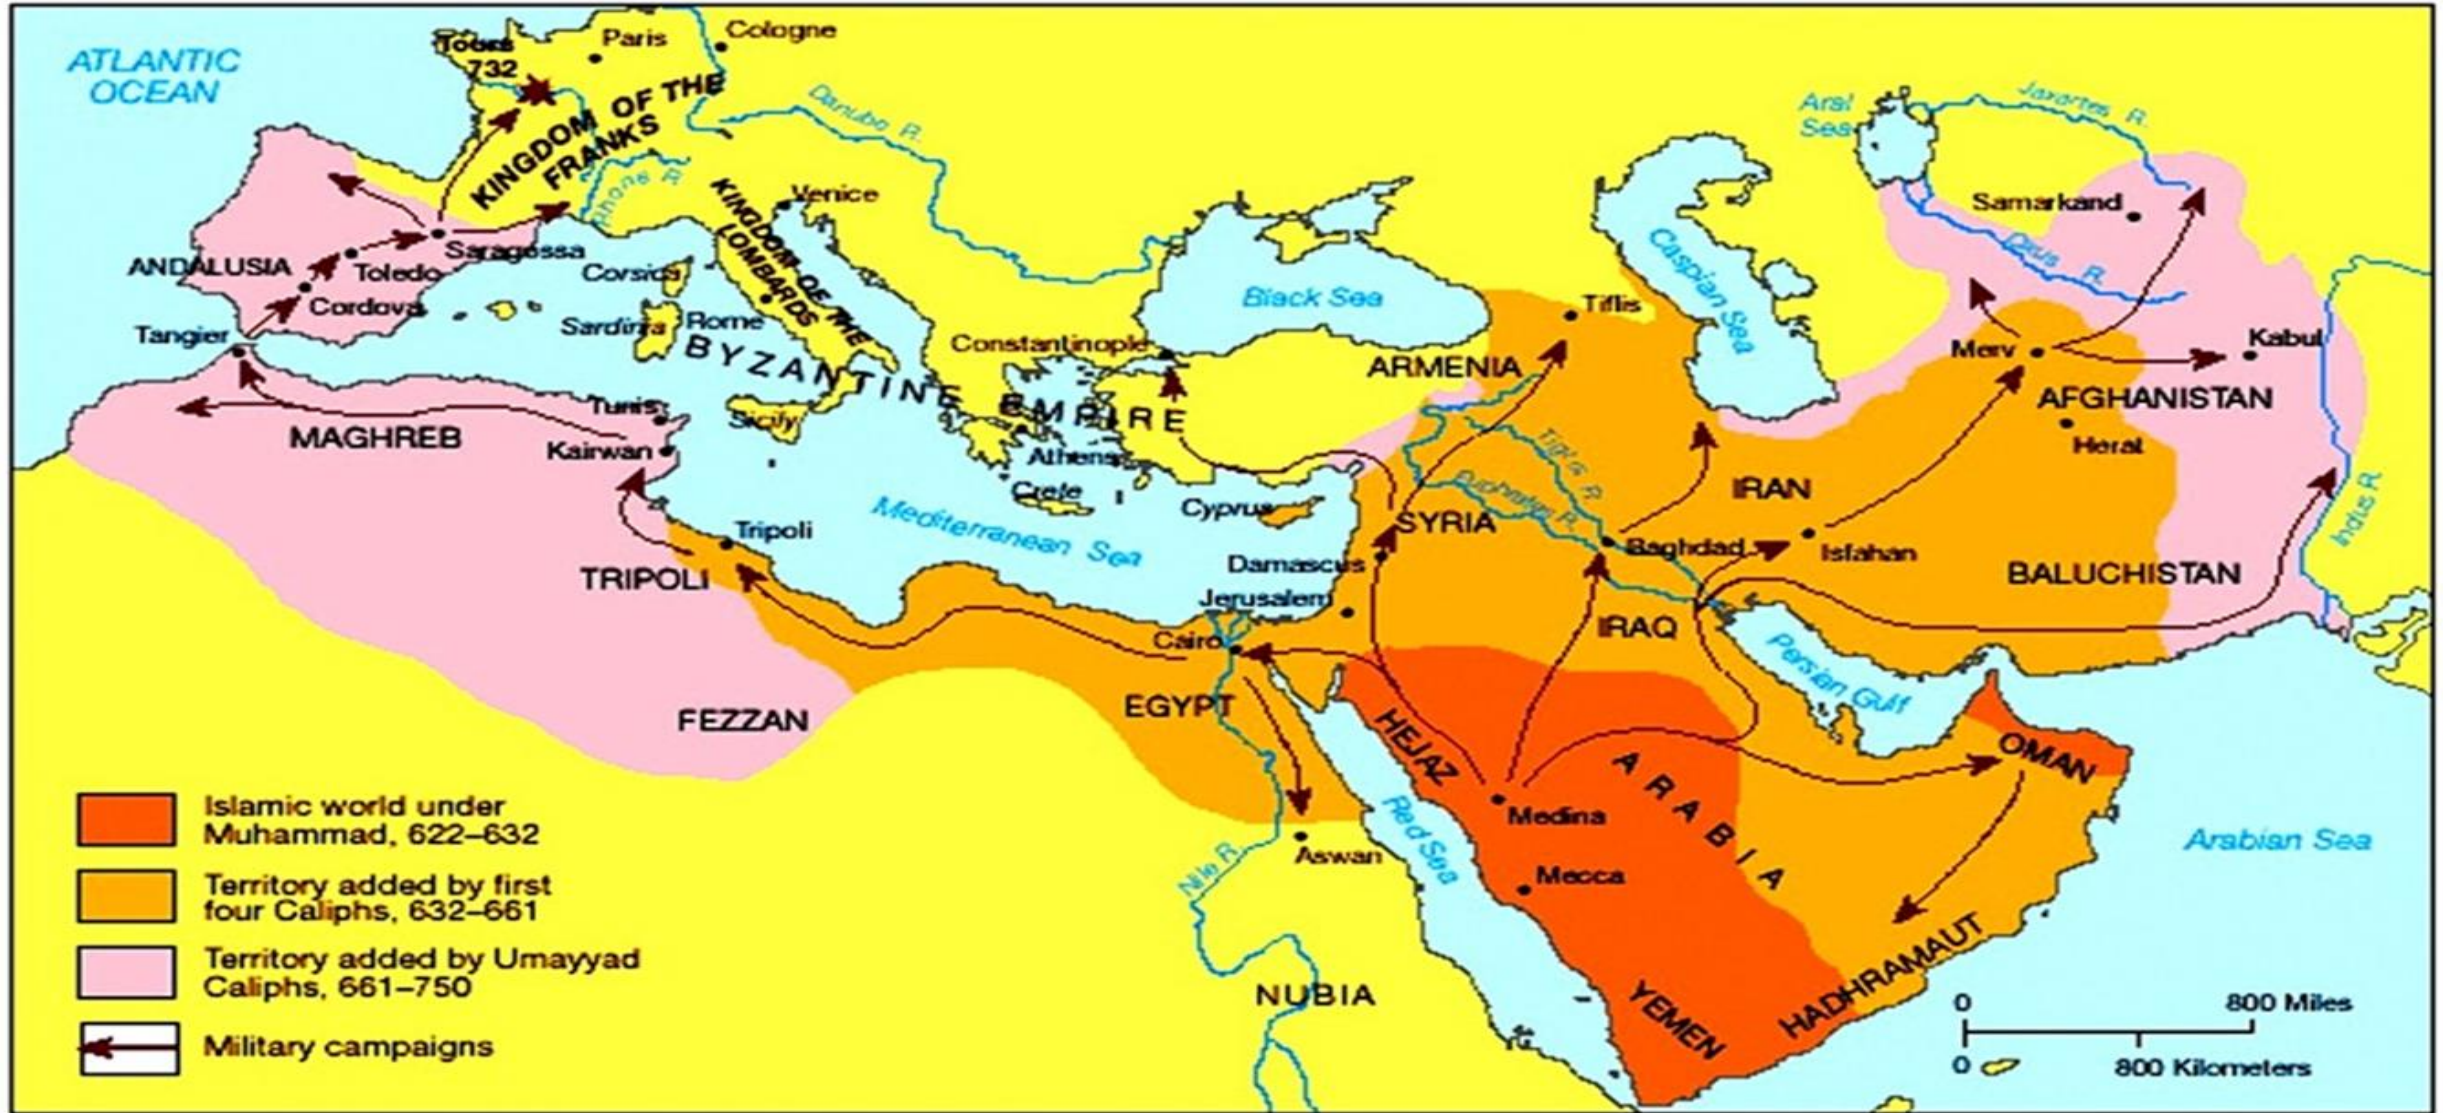 ATLANTIC
OCEAN
Tours
732
Paris
Cologne
KINGDOM OF THE
FRANKS
Danube R.
Rhone R.
Venice
KINGDOM OF THE
LOMBARDS
Aral
Sea
Jaxartes R.
Samarkand
Oxus R.
Caspian Sea
Black Sea
Saragossa
ANDALUSIA
Toledo
Cordova
Corsica
Sardinia
Rome
Tangier
BYZANTINE EMPIRE
Constantinople
Tiflis
ARMENIA
Merv
Kabul
AFGHANISTAN
Herat
Tunis
Sicily
MAGHREB
Kairwan
Athens
Crete
Cyprus
Mediterranean Sea
Tigris R.
Euphrates R.
IRAN
SYRIA
Indus R.
Tripoli
TRIPOLI
Damascus
Baghdad
Isfahan
BALUCHISTAN
Jerusalem
Cairo
IRAQ
Persian Gulf
FEZZAN
EGYPT
HEJAZ
ARABIA
OMAN
Medina
Red Sea
Arabian Sea
Aswan
Mecca
Nile R.
NUBIA
YEMEN
HADHRAMAUT
Islamic world under
Muhammad, 622–632
Territory added by first
four Caliphs, 632–661
Territory added by Umayyad
Caliphs, 661–750
Military campaigns
0 800 Miles
0 800 Kilometers